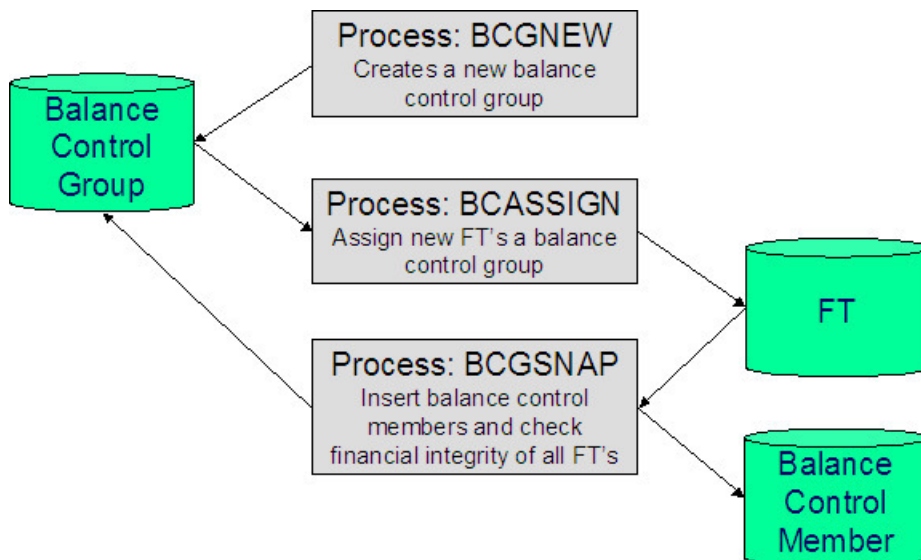 Process: BCGNEW
Creates a new balance
control group
Balance
Control
Group
Process: BCASSIGN
Assign new FT's a balance
control group
FT
Process: BCGSNAP
Insert balance control
members and check
financial integrity of all FT's
Balance
Control
Member